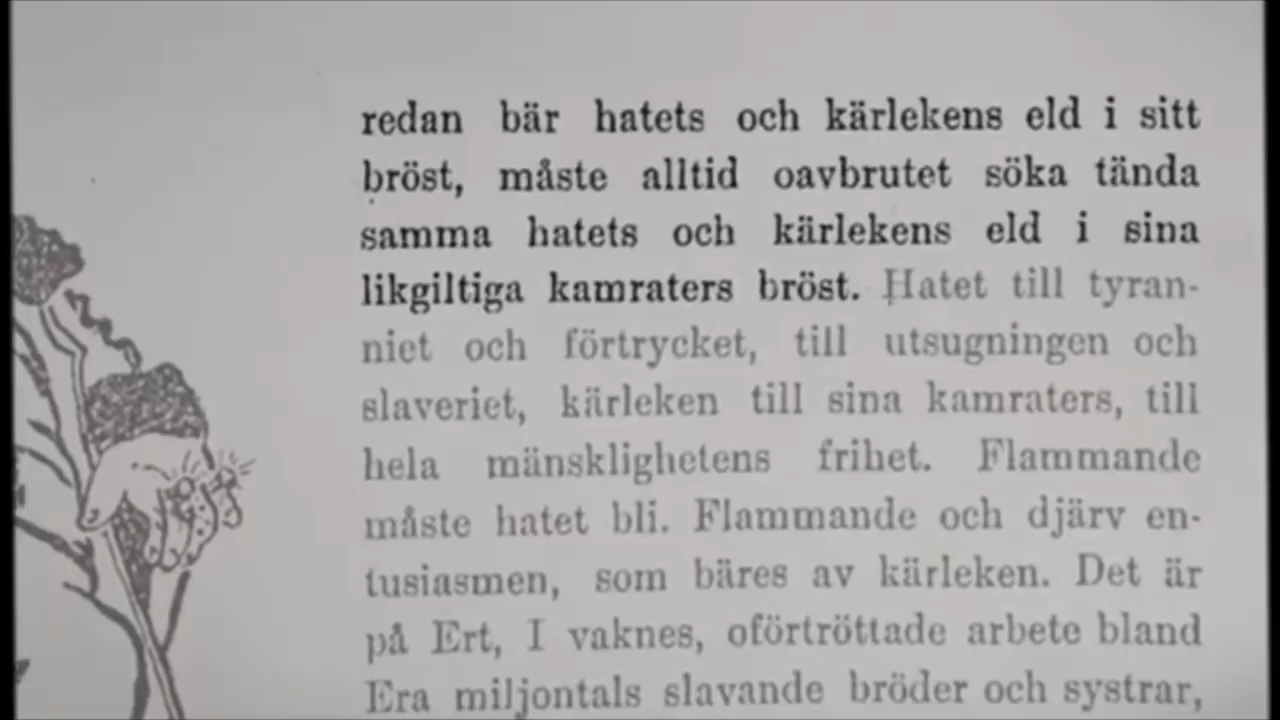 redan bär hatets och kärlekens eld i sitt
bröst, måste alltid oavbrutet söka tända
samma hatets och kärlekens eld i sina
likgiltiga kamraters bröst. Hatet till tyran-
niet och förtrycket, till utsugningen och
slaveriet, kärleken till sina kamraters, till
hela mänsklighetens frihet. Flammande
måste hatet bli. Flammande och djärv en-
tusiasmen, som bäres av kärleken. Det är
på Ert, I vaknes, oförtröttade arbete bland
Era miljontals slavande bröder och systrar,